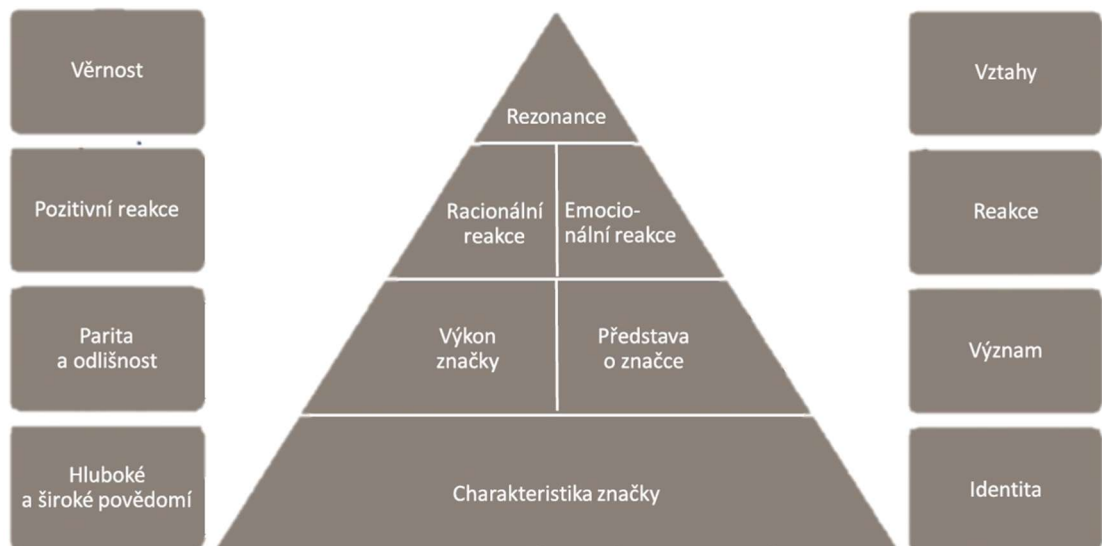 Věrnost
Rezonance
Vztahy
Pozitivní reakce
Racionální
reakce
Emocio-
nální reakce
Reakce
Parita
a odlišnost
Výkon
značky
Představa
o značce
Význam
Hluboké
a široké povědomí
Charakteristika značky
Identita